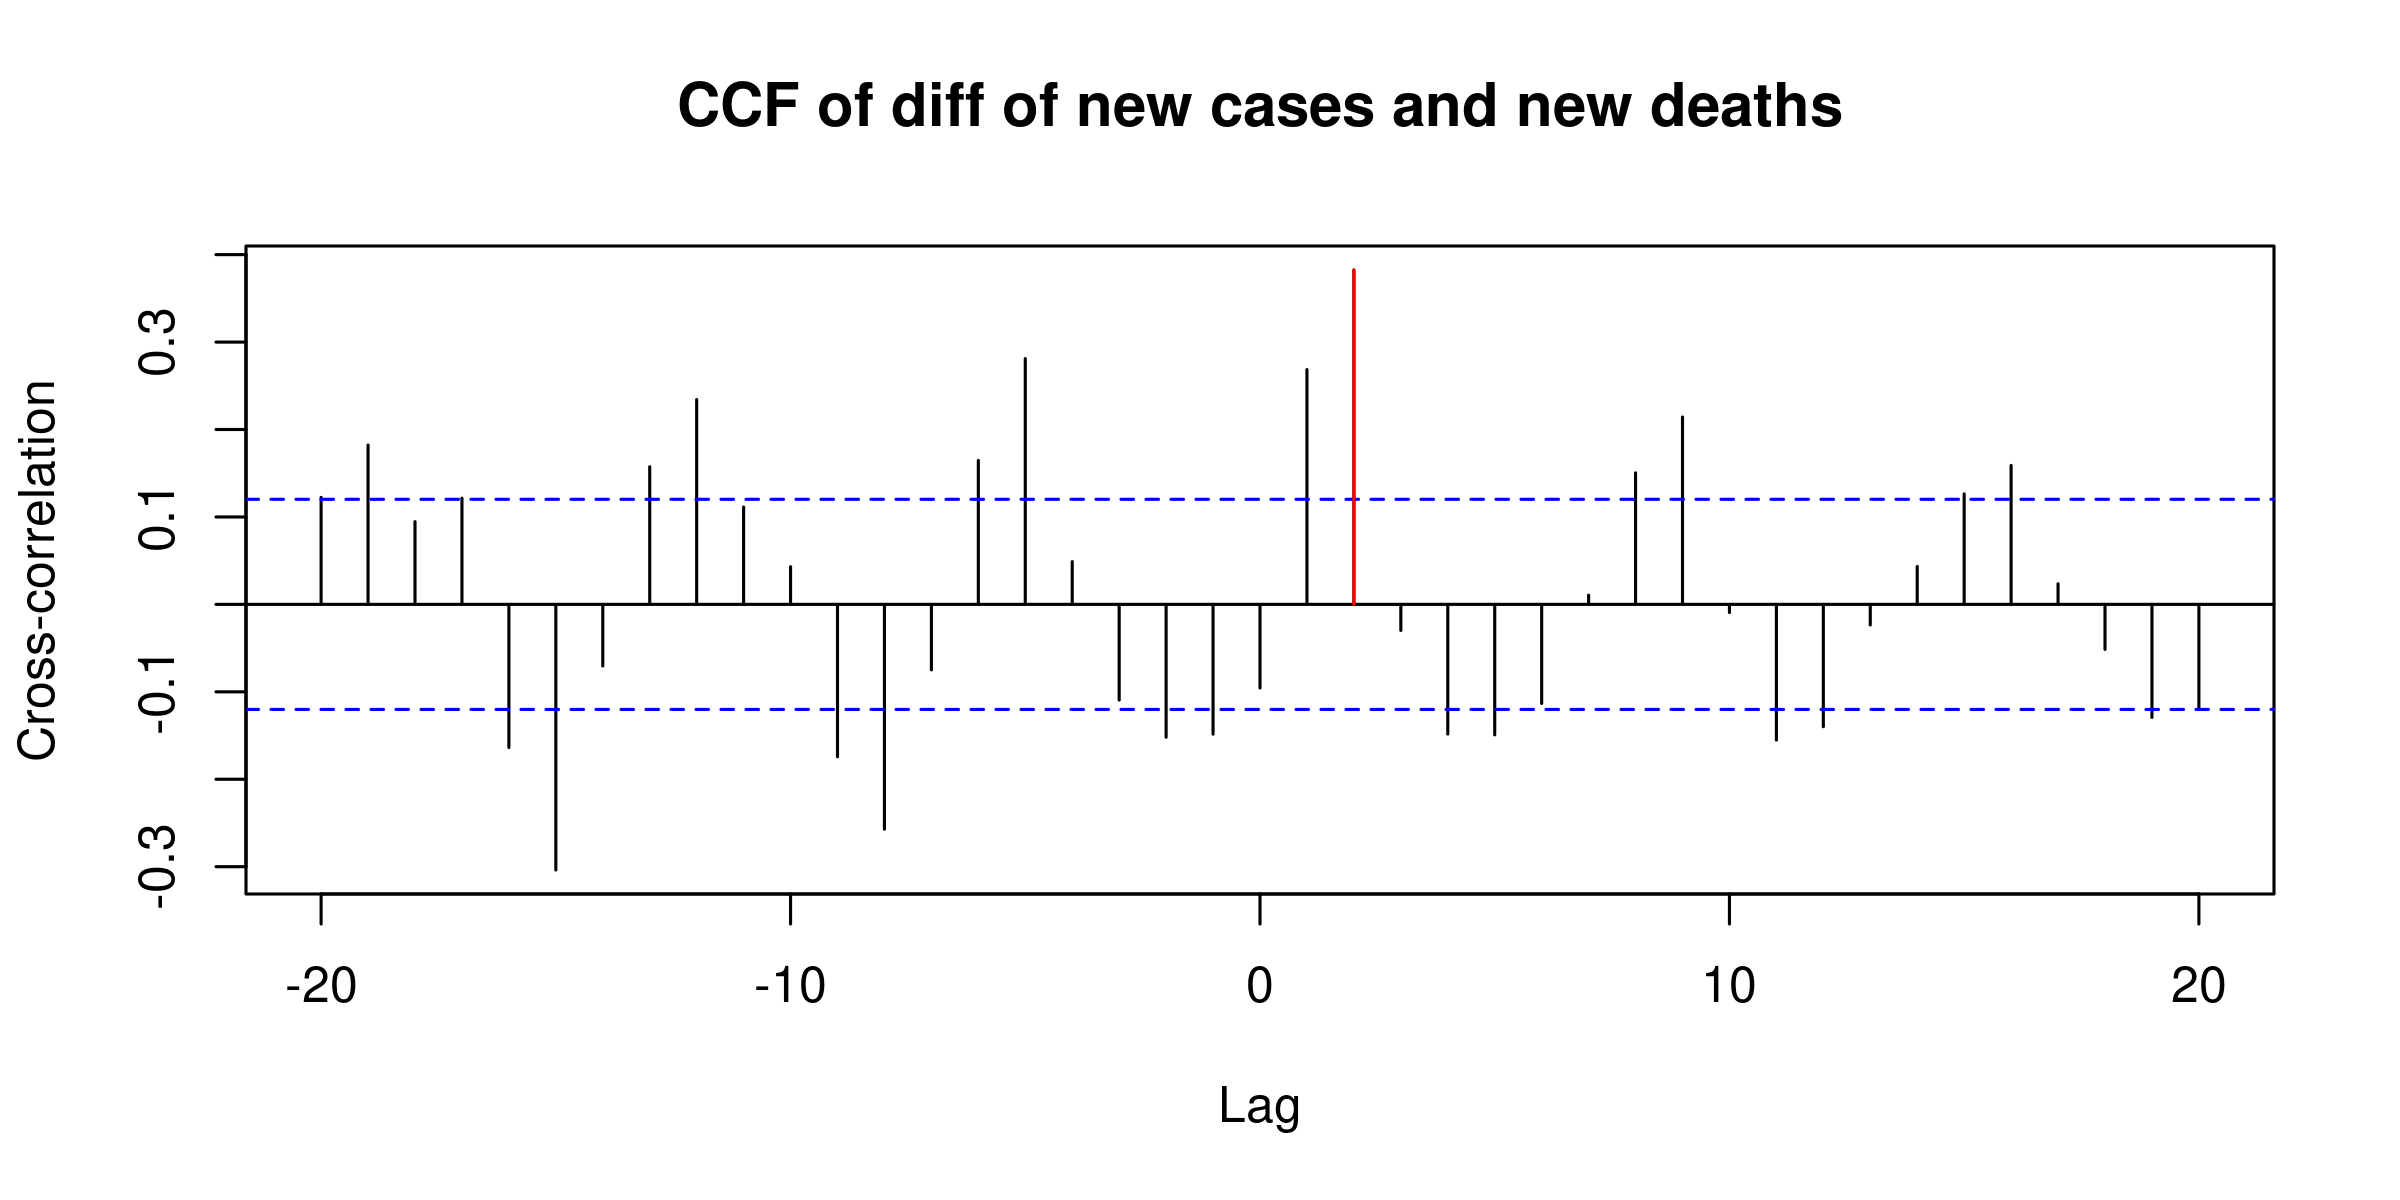 CCF of diff of new cases and new deaths
Cross-correlation
0.3
0.1
-0.1
-0.3
-20 -10 0 10 20
Lag